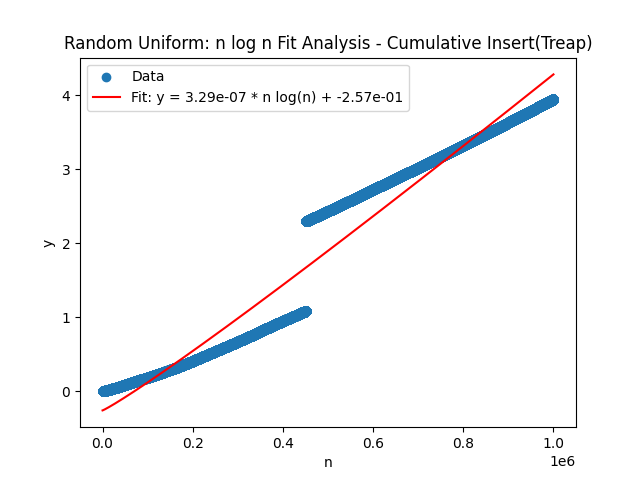 Random Uniform: n log n Fit Analysis - Cumulative Insert(Treap)
Data
Fit: y = 3.29e-07 * n log(n) + -2.57e-01
4
3
2
1
0
y
0.0 0.2 0.4 0.6 0.8 1.0
1e6
n